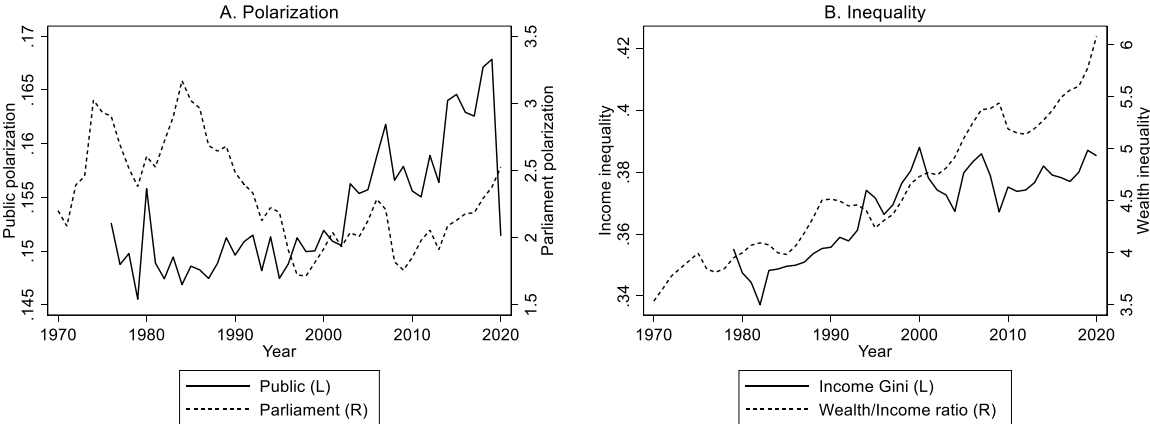 A. Polarization
.17
.165
.16
.155
.15
.145
Public polarization
3.5
3
2.5
2
1.5
Parliament polarization
1970 1980 1990 2000 2010 2020
Year
Public (L)
Parliament (R)
B. Inequality
.42
.4
.38
.36
.34
Income inequality
6
5.5
5
4.5
4
3.5
Wealth inequality
1970 1980 1990 2000 2010 2020
Year
Income Gini (L)
Wealth/Income ratio (R)